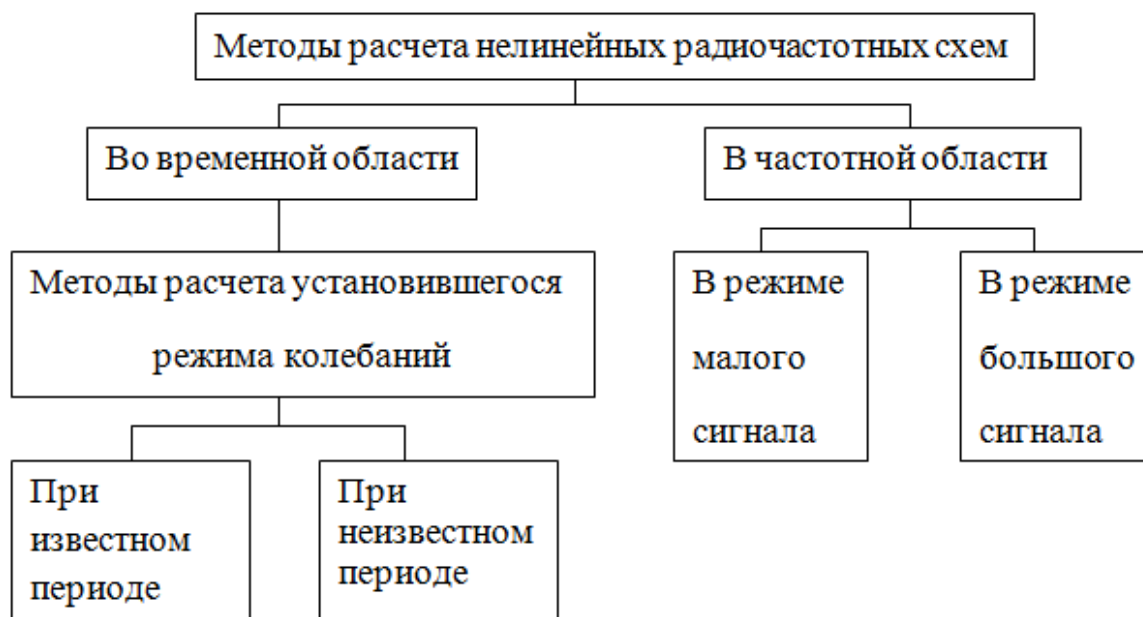 Методы расчета нелинейных радиочастотных схем
Во временной области
В частотной области
Методы расчета установившегося
режима колебаний
В режиме
малого
сигнала
В режиме
большого
сигнала
При
известном
периоде
При
неизвестном
периоде